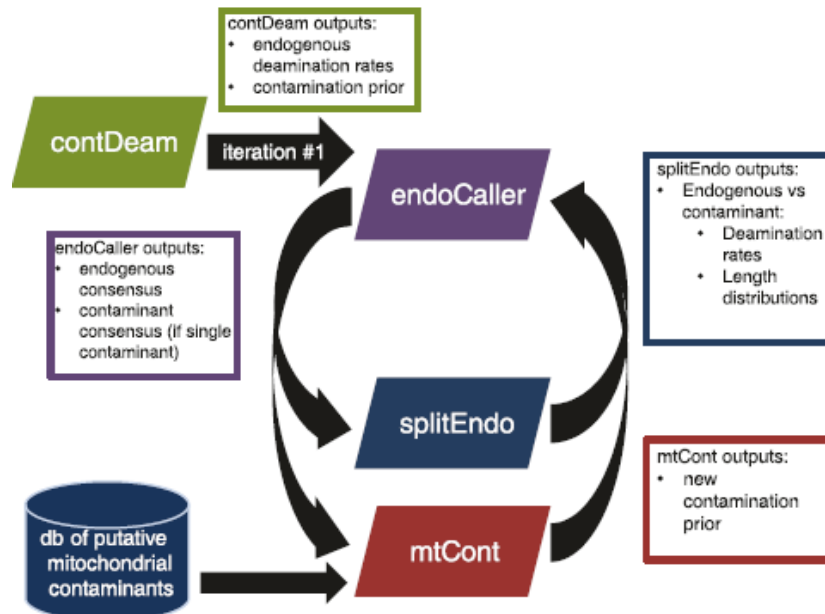 contDeam outputs:
• endogenous
deamination rates
• contamination prior
contDeam
iteration #1
endoCaller
splitEndo outputs:
• Endogenous vs
contaminant:
• Deamination
rates
• Length
distributions
endoCaller outputs:
• endogenous
consensus
• contaminant
consensus (if single
contaminant)
splitEndo
mtCont outputs:
• new
contamination
prior
db of putative
mitochondrial
contaminants
mtCont